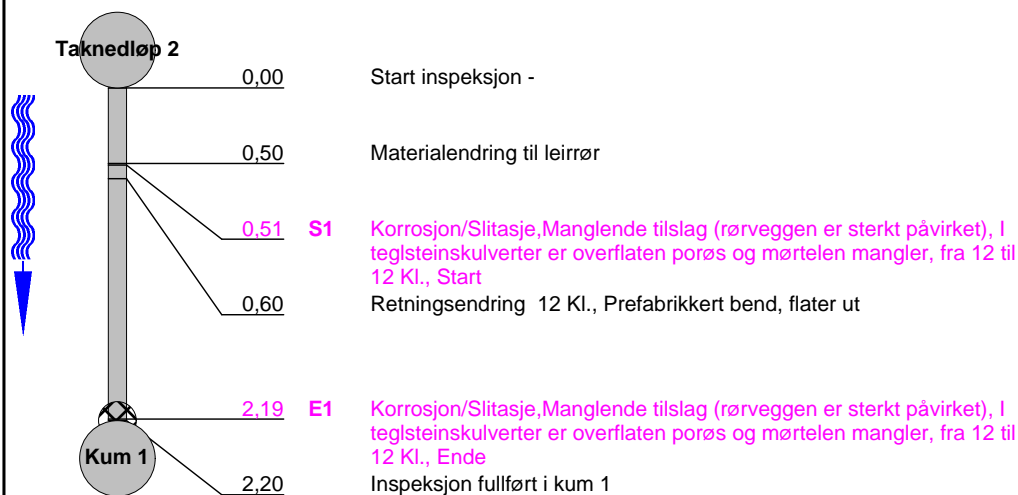 Taknedløp 2
0,00 Start inspeksjon -
0,50 Materialendring til leirrør
0,51 S1 Korrosjon/Slitasje,Manglende tilslag (rørveggen er sterkt påvirket), I
teglsteinskulverter er overflaten porøs og mørtelen mangler, fra 12 til
12 Kl., Start
0,60 Retningsendring 12 Kl., Prefabrikkert bend, flater ut
2,19 E1 Korrosjon/Slitasje,Manglende tilslag (rørveggen er sterkt påvirket), I
teglsteinskulverter er overflaten porøs og mørtelen mangler, fra 12 til
12 Kl., Ende
Kum 1
2,20 Inspeksjon fullført i kum 1